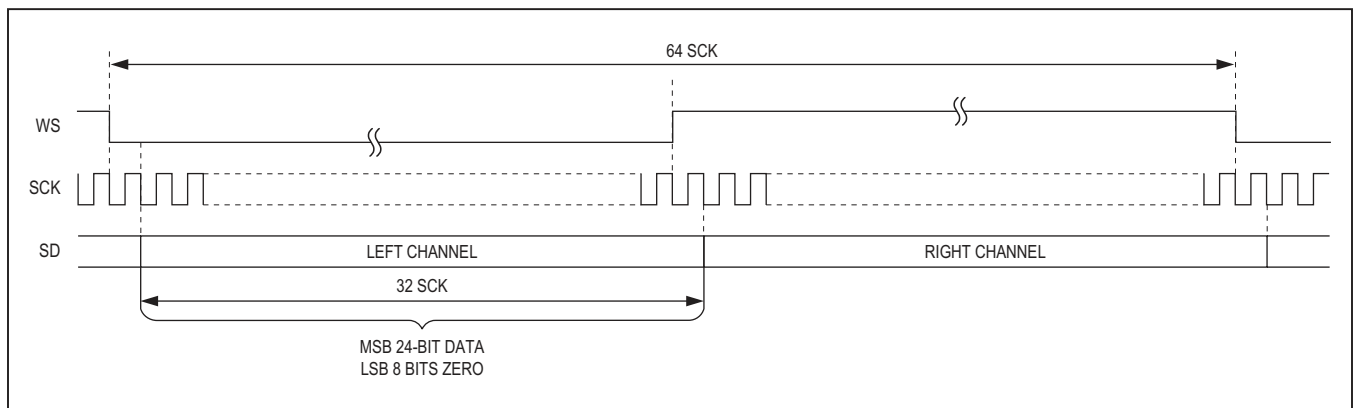 64 SCK
WS
SCK
SD
LEFT CHANNEL
RIGHT CHANNEL
32 SCK
MSB 24-BIT DATA
LSB 8 BITS ZERO